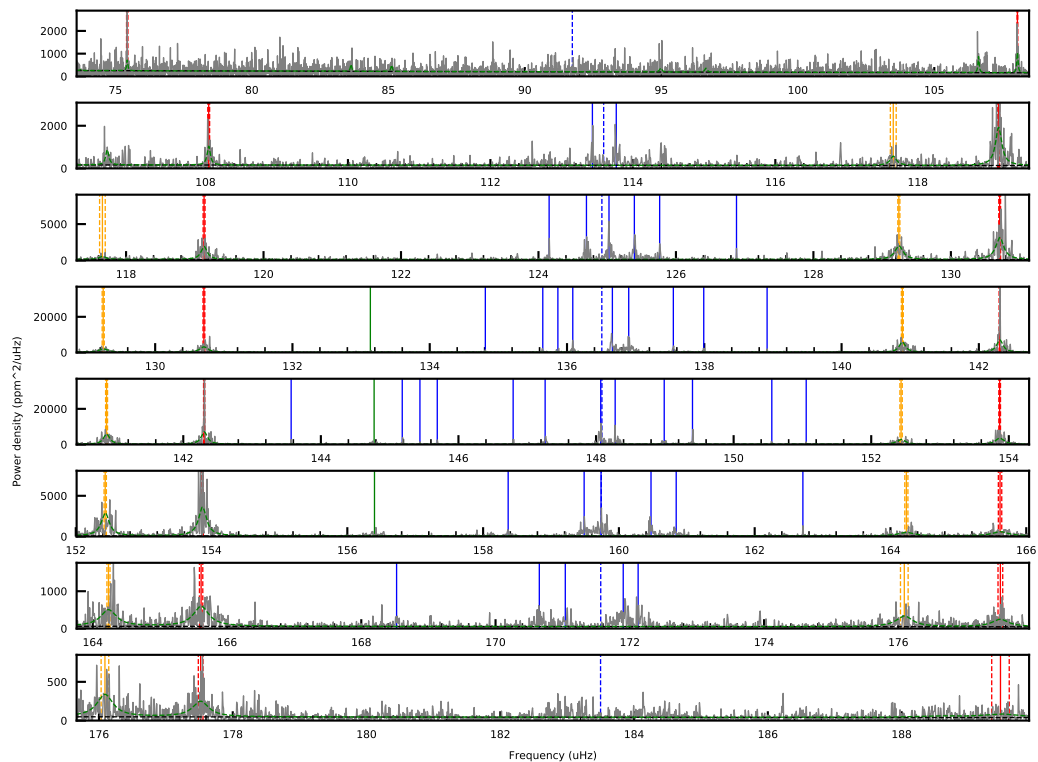 2000
1000
0
75 80 85 90 95 100 105
2000
0
108 110 112 114 116 118
5000
0
118 120 122 124 126 128 130
20000
0
130 132 134 136 138 140 142
20000
0
142 144 146 148 150 152 154
5000
0
152 154 156 158 160 162 164 166
1000
0
164 166 168 170 172 174 176
500
0
176 178 180 182 184 186 188
Power density (ppm^2/uHz)
Frequency (uHz)